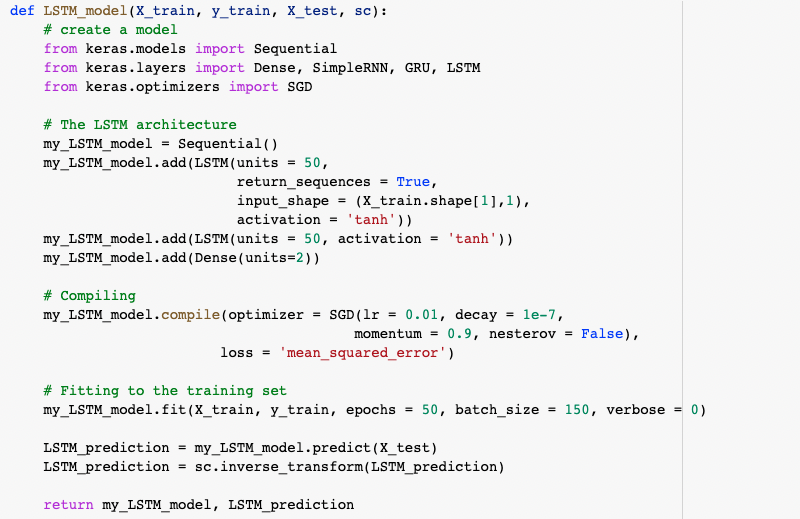 def LSTM_model(X_train, y_train, X_test, sc):
    # create a model
    from keras.models import Sequential
    from keras.layers import Dense, SimpleRNN, GRU, LSTM
    from keras.optimizers import SGD

    # The LSTM architecture
    my_LSTM_model = Sequential()
    my_LSTM_model.add(LSTM(units = 50,
                           return_sequences = True,
                           input_shape = (X_train.shape[1],1),
                           activation = 'tanh'))
    my_LSTM_model.add(LSTM(units = 50, activation = 'tanh'))
    my_LSTM_model.add(Dense(units=2))

    # Compiling
    my_LSTM_model.compile(optimizer = SGD(lr = 0.01, decay = 1e-7,
                                         momentum = 0.9, nesterov = False),
                         loss = 'mean_squared_error')

    # Fitting to the training set
    my_LSTM_model.fit(X_train, y_train, epochs = 50, batch_size = 150, verbose = 0)

    LSTM_prediction = my_LSTM_model.predict(X_test)
    LSTM_prediction = sc.inverse_transform(LSTM_prediction)

    return my_LSTM_model, LSTM_prediction